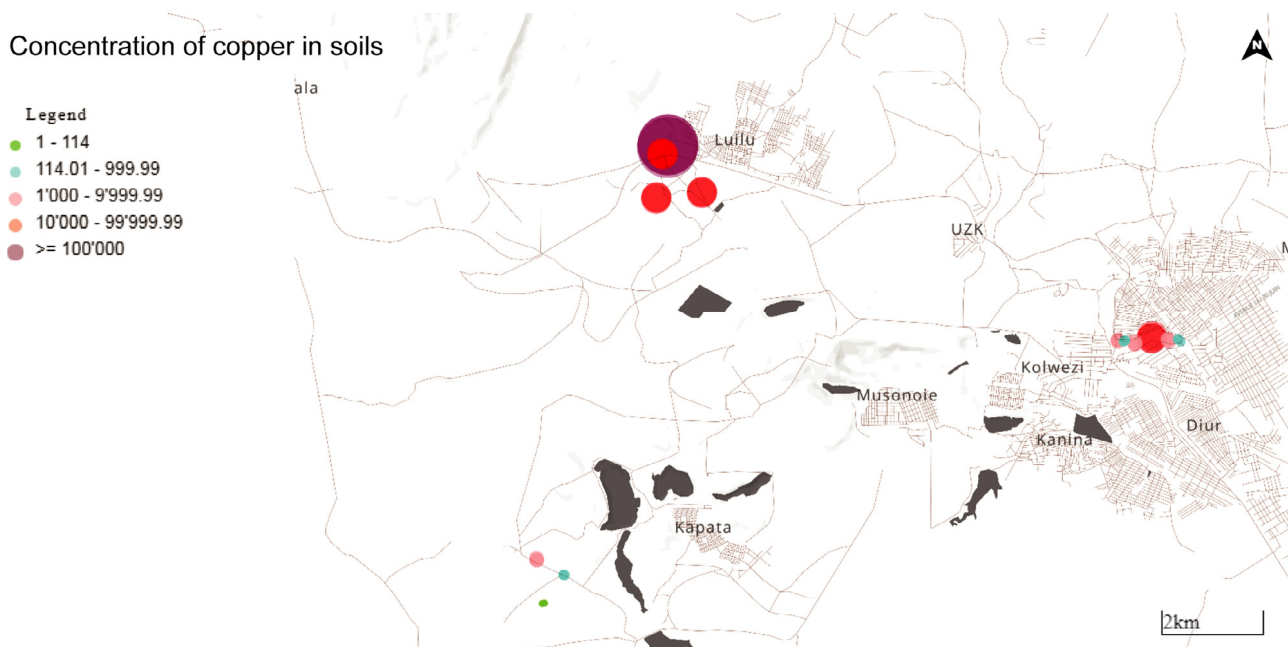 Concentration of copper in soils
N
ala
Legend
1 - 114
114.01 - 999.99
1'000 - 9'999.99
10'000 - 99'999.99
>= 100'000
Luilu
UZK
M
Kolwezi
Musonoie
Diur
Kanina
Kapata
2km